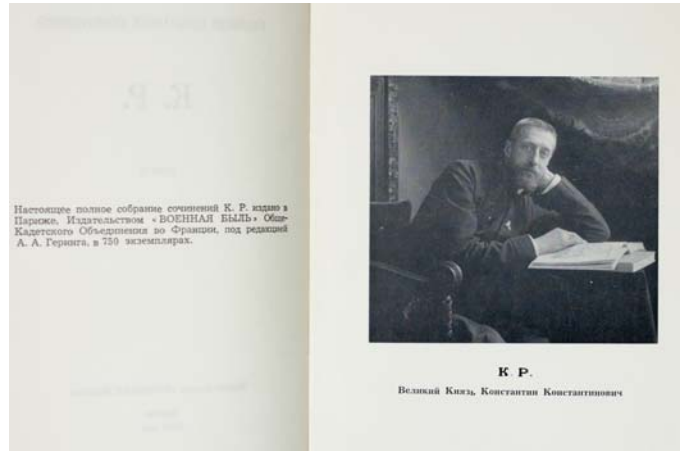 Настоящее полное собрание сочинений К. Р. издано в
Париже, Издательством «ВОЕННАЯ БЫЛЬ» Обще-
Кадетского Объединения во Франции, под редакцией
А. А. Геринга, в 750 экземплярах.
К. Р.
Великий Князь Константин Константинович